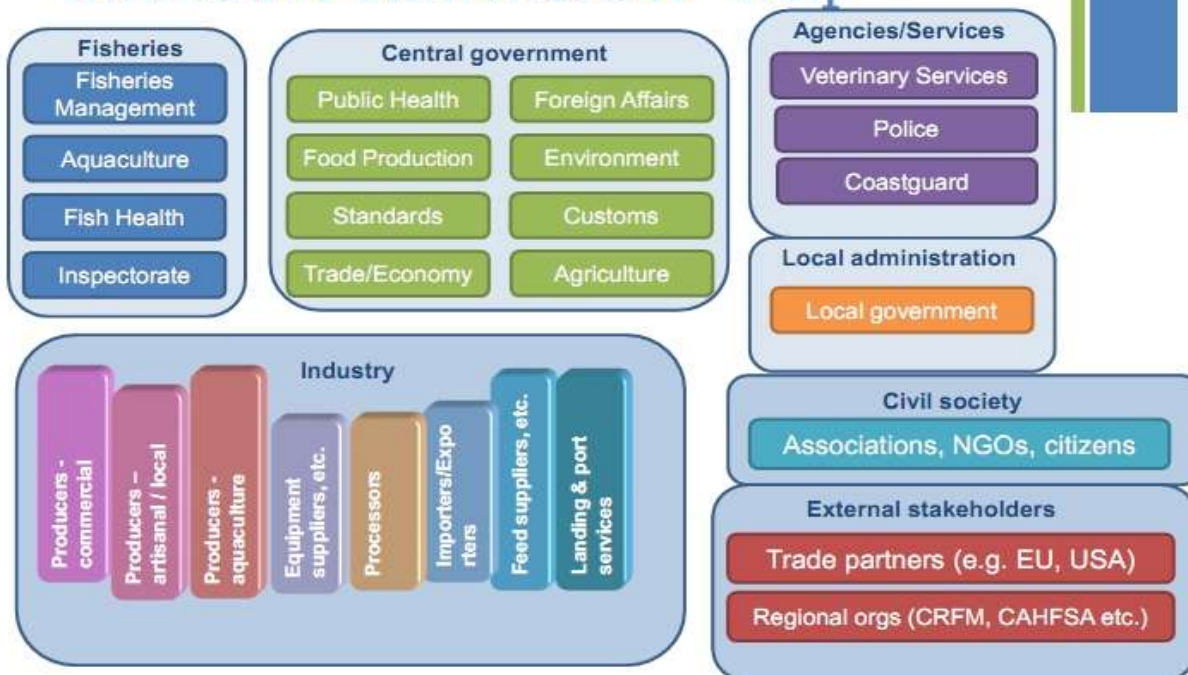 Fisheries
Fisheries
Management
Aquaculture
Fish Health
Inspectorate
Central government
Public Health
Foreign Affairs
Food Production
Environment
Standards
Customs
Trade/Economy
Agriculture
Agencies/Services
Veterinary Services
Police
Coastguard
Local administration
Local government
Industry
Producers -
commercial
Producers –
artisanal / local
Producers -
aquaculture
Equipment
suppliers, etc.
Processors
Importers/Expo
rters
Feed suppliers, etc.
Landing & port
services
Civil society
Associations, NGOs, citizens
External stakeholders
Trade partners (e.g. EU, USA)
Regional orgs (CRFM, CAHFSA etc.)